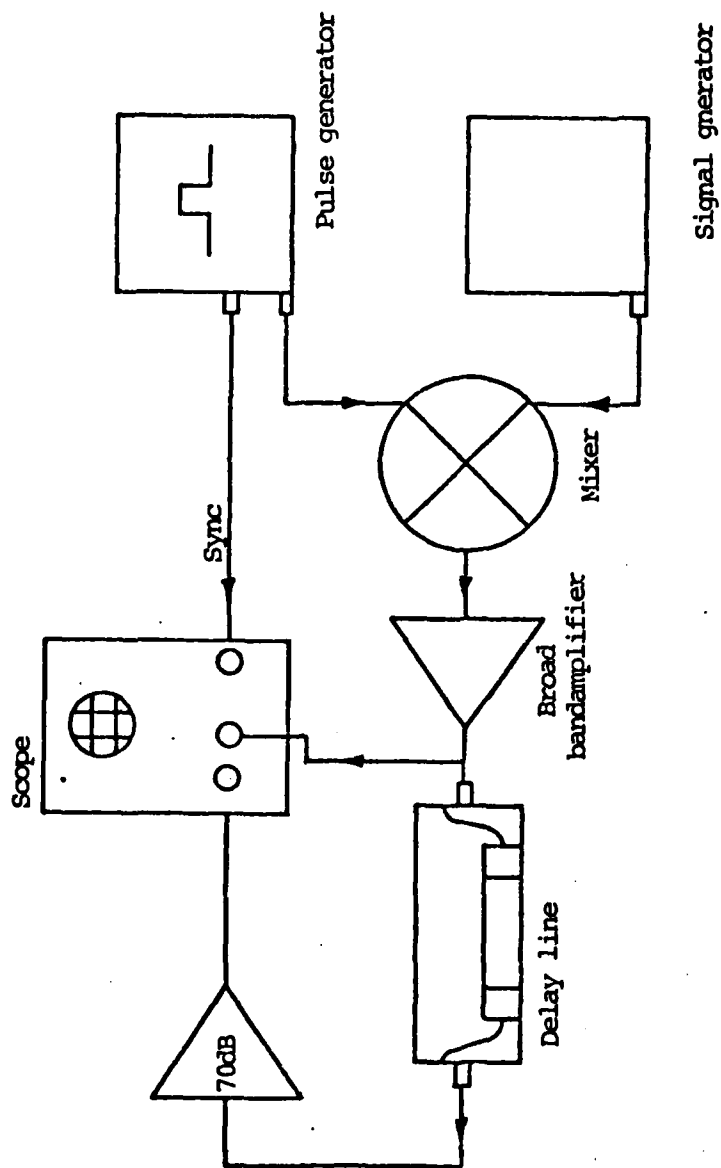 Scope
Sync
Pulse generator
70dB
Delay line
Broad
bandamplifier
Mixer
Signal gnerator